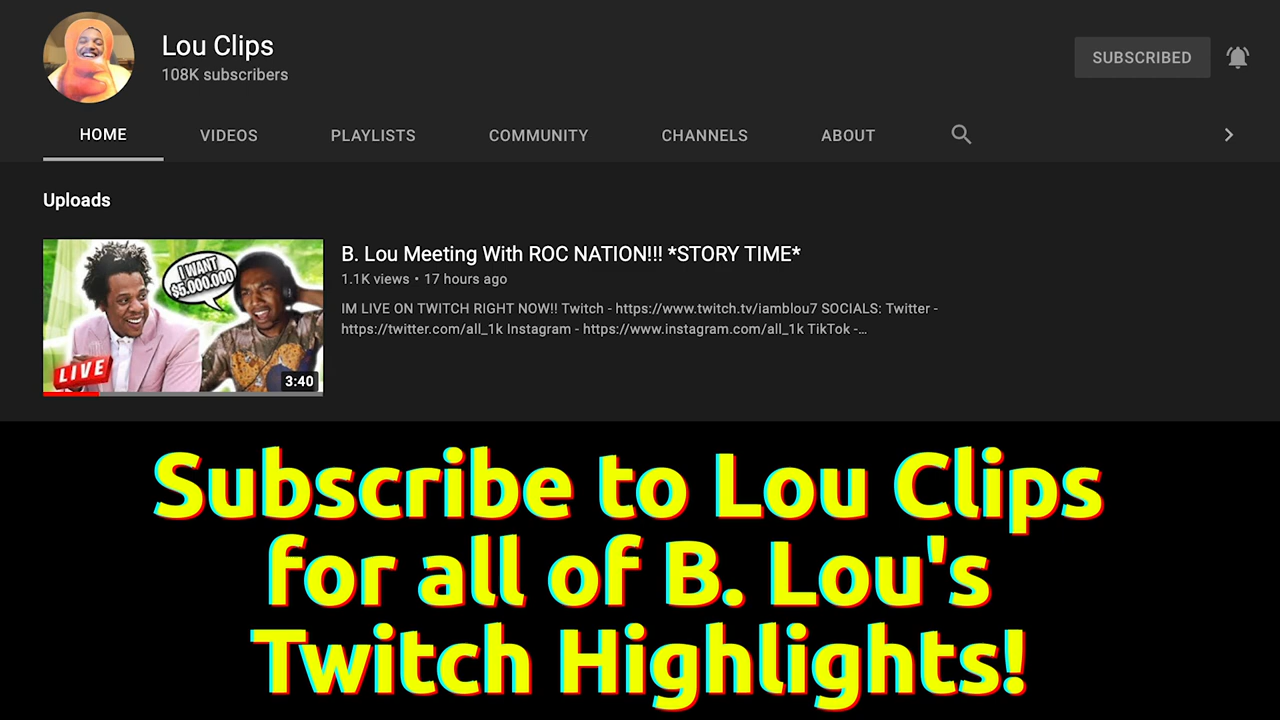 Lou Clips
108K subscribers
SUBSCRIBED
HOME VIDEOS PLAYLISTS COMMUNITY CHANNELS ABOUT
Uploads
I WANT
$5.000.000
LIVE
3:40
B. Lou Meeting With ROC NATION!!! *STORY TIME*
1.1K views • 17 hours ago
IM LIVE ON TWITCH RIGHT NOW!! Twitch - https://www.twitch.tv/iamblou7 SOCIALS: Twitter -
https://twitter.com/all_1k Instagram - https://www.instagram.com/all_1k TikTok -...
Subscribe to Lou Clips
for all of B. Lou's
Twitch Highlights!